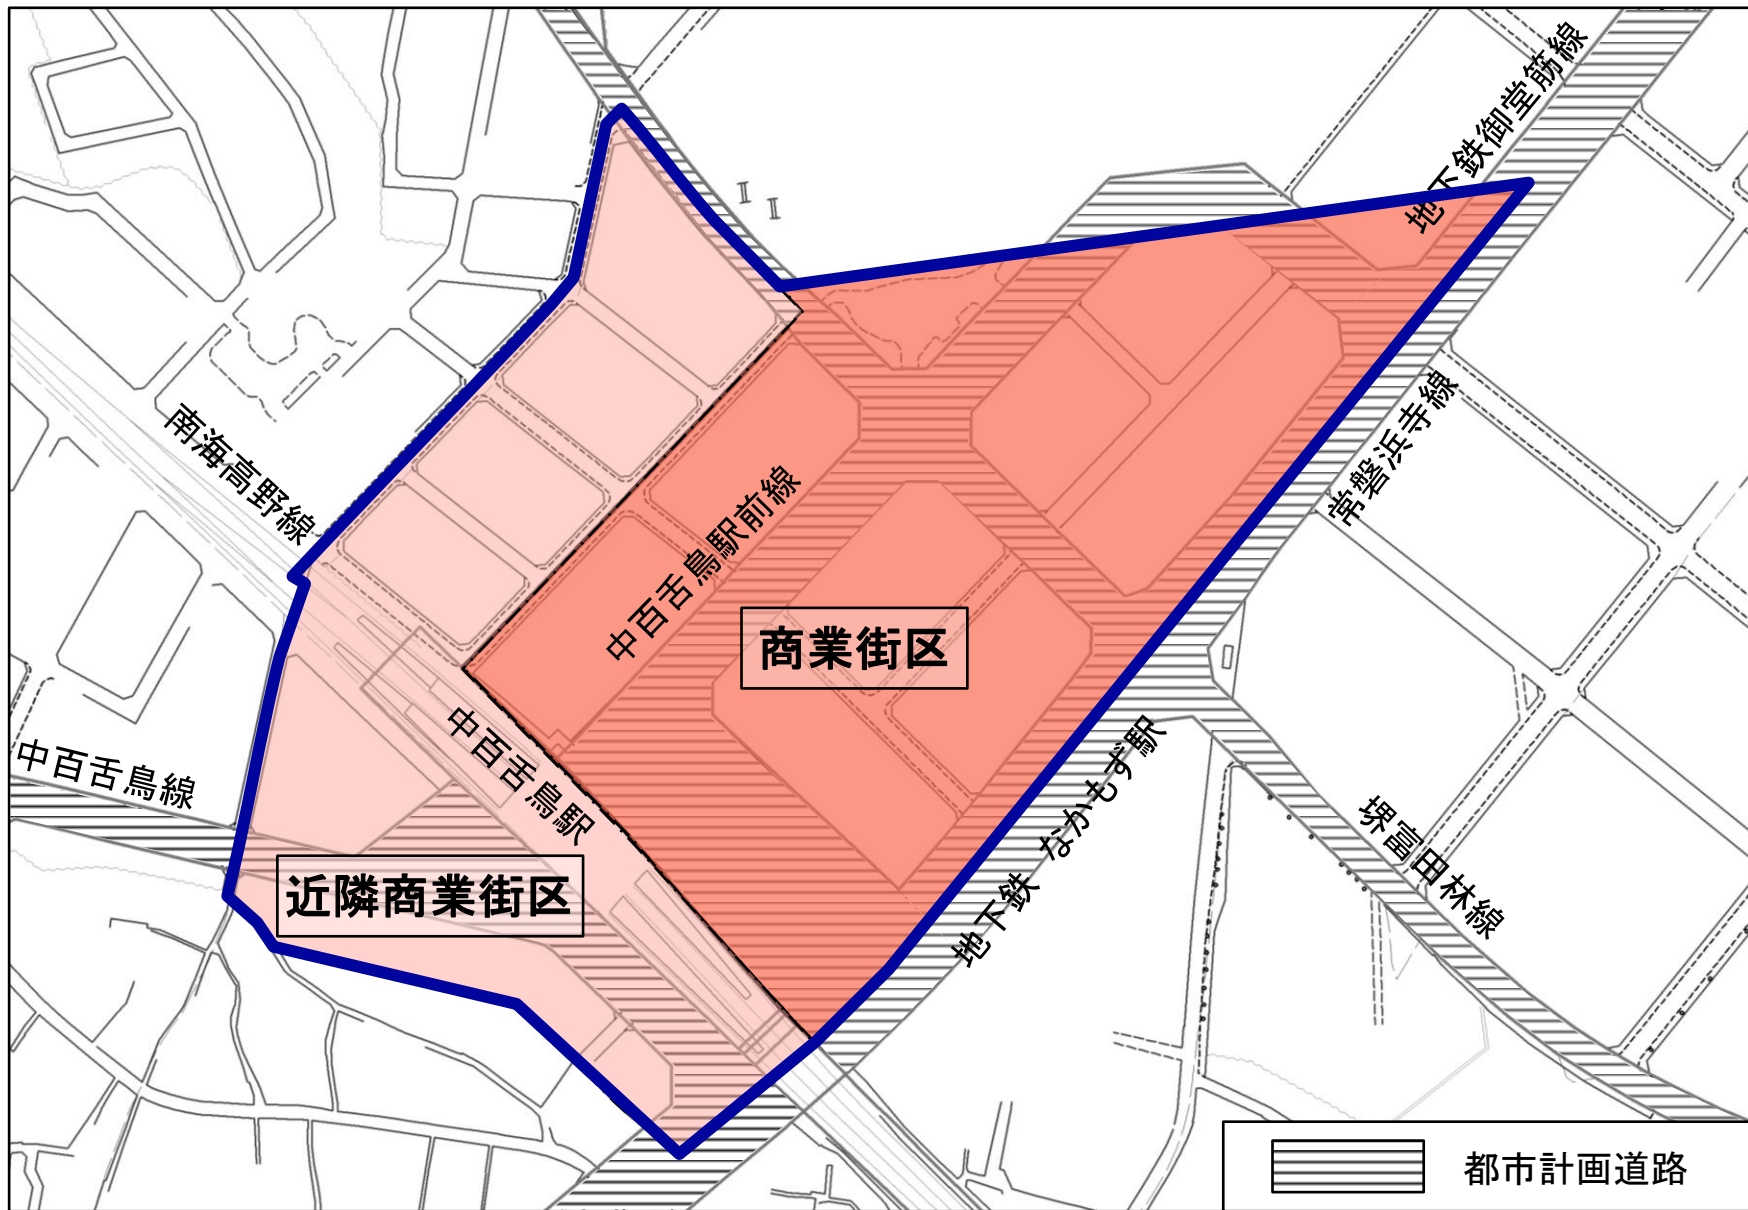 地下鉄御堂筋線
南海高野線
常磐浜寺線
中百舌鳥駅前線
商業街区
中百舌鳥駅
中百舌鳥線
地下鉄 なかもず駅
近隣商業街区
堺富田林線
都市計画道路